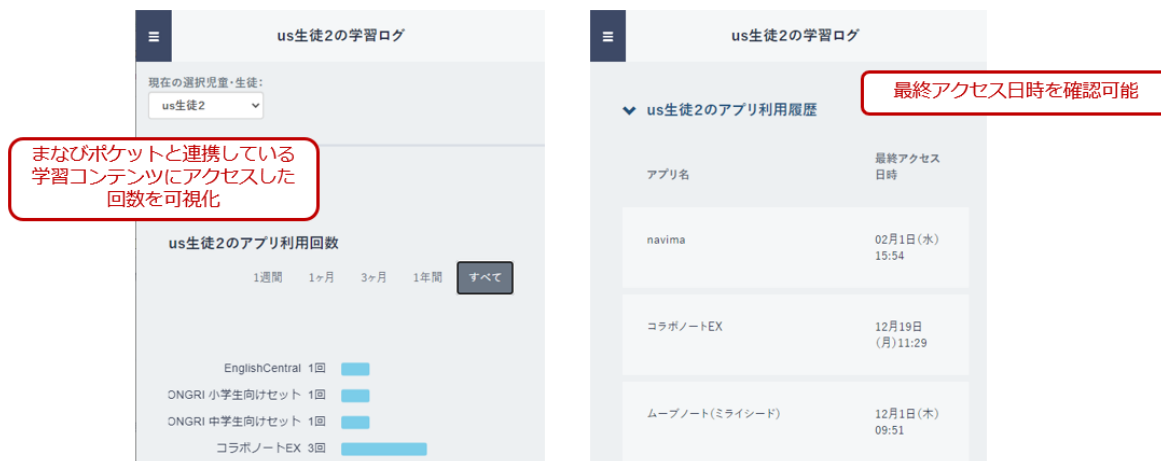 ≡
us生徒2の学習ログ
現在の選択児童・生徒:
us生徒2
まなびポケットと連携している
学習コンテンツにアクセスした
回数を可視化
us生徒2のアプリ利用回数
1週間 1ヶ月 3ヶ月 1年間 すべて
EnglishCentral 1回
ONGRI 小学生向けセット 1回
ONGRI 中学生向けセット 1回
コラボノートEX 3回
≡
us生徒2の学習ログ
最終アクセス日時を確認可能
us生徒2のアプリ利用履歴
アプリ名
最終アクセス
日時
navima
02月1日(水)
15:54
コラボノートEX
12月19日
(月)11:29
ムーブノート(ミライシード)
12月1日(木)
09:51